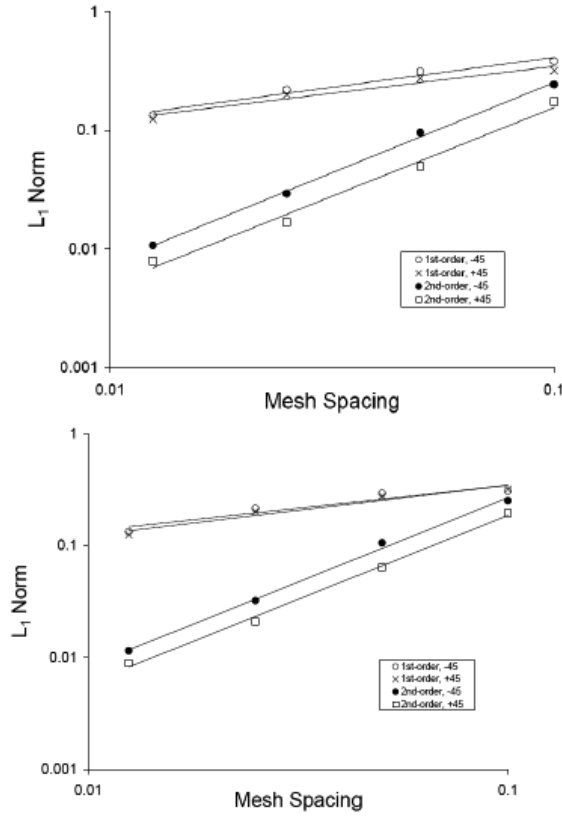 1
0.1
L1 Norm
0.01
0.001
1st-order, -45
1st-order, +45
2nd-order, -45
2nd-order, +45
0.01
Mesh Spacing
0.1
1
0.1
L1 Norm
0.01
0.001
1st-order, -45
1st-order, +45
2nd-order, -45
2nd-order, +45
0.01
Mesh Spacing
0.1